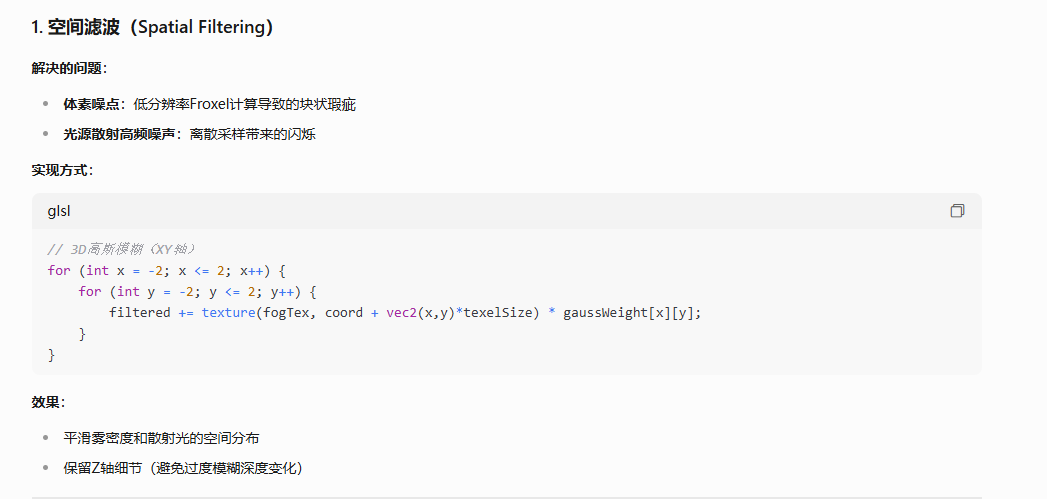 1. 空间滤波（Spatial Filtering）
解决的问题：
• 体素噪点：低分辨率Froxel计算导致的块状瑕疵
• 光源散射高频噪声：离散采样带来的闪烁
实现方式：
glsl
// 3D高斯模糊（XY轴）
for (int x = -2; x <= 2; x++) {
    for (int y = -2; y <= 2; y++) {
        filtered += texture(fogTex, coord + vec2(x,y)*texelSize) * gaussWeight[x][y];
    }
}
效果：
• 平滑雾密度和散射光的空间分布
• 保留Z轴细节（避免过度模糊深度变化）